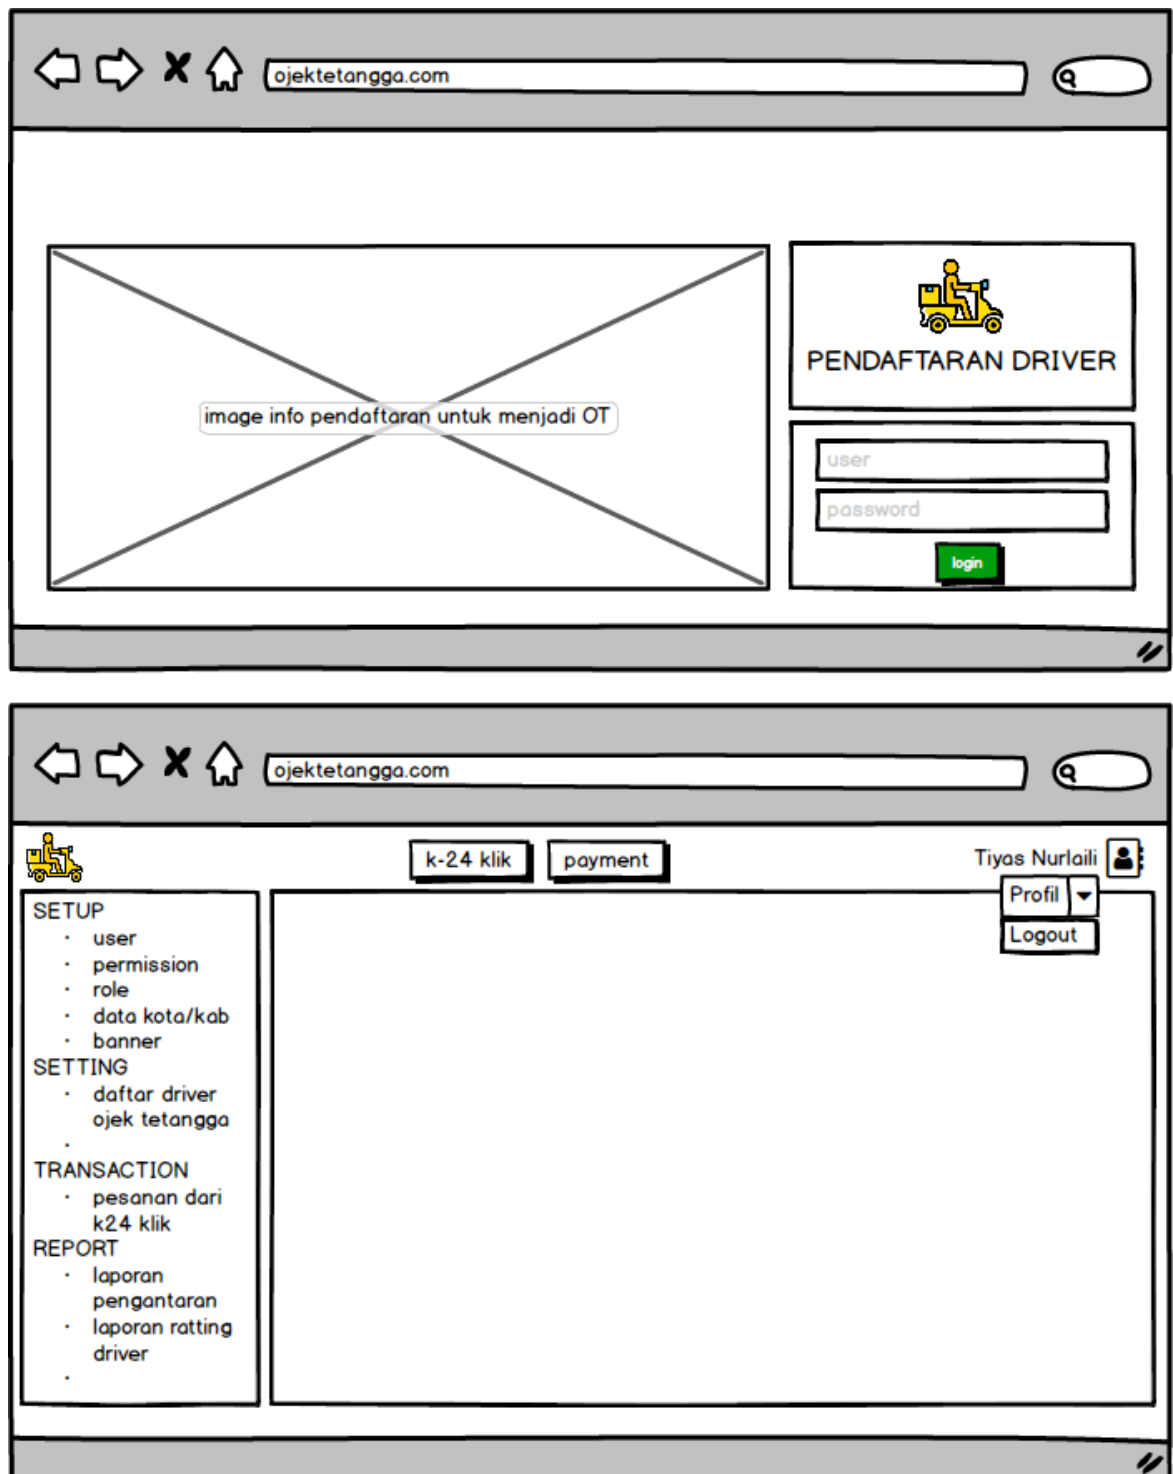 ojektetangga.com
image info pendaftaran untuk menjadi OT
PENDAFTARAN DRIVER
user
password
login
ojektetangga.com
k-24 klik
payment
Tiyas Nurlaili
Profil
Logout
SETUP
· user
· permission
· role
· data kota/kab
· banner
SETTING
· daftar driver
ojek tetangga
·
TRANSACTION
· pesanan dari
k24 klik
REPORT
· laporan
pengantaran
· laporan ratting
driver
·